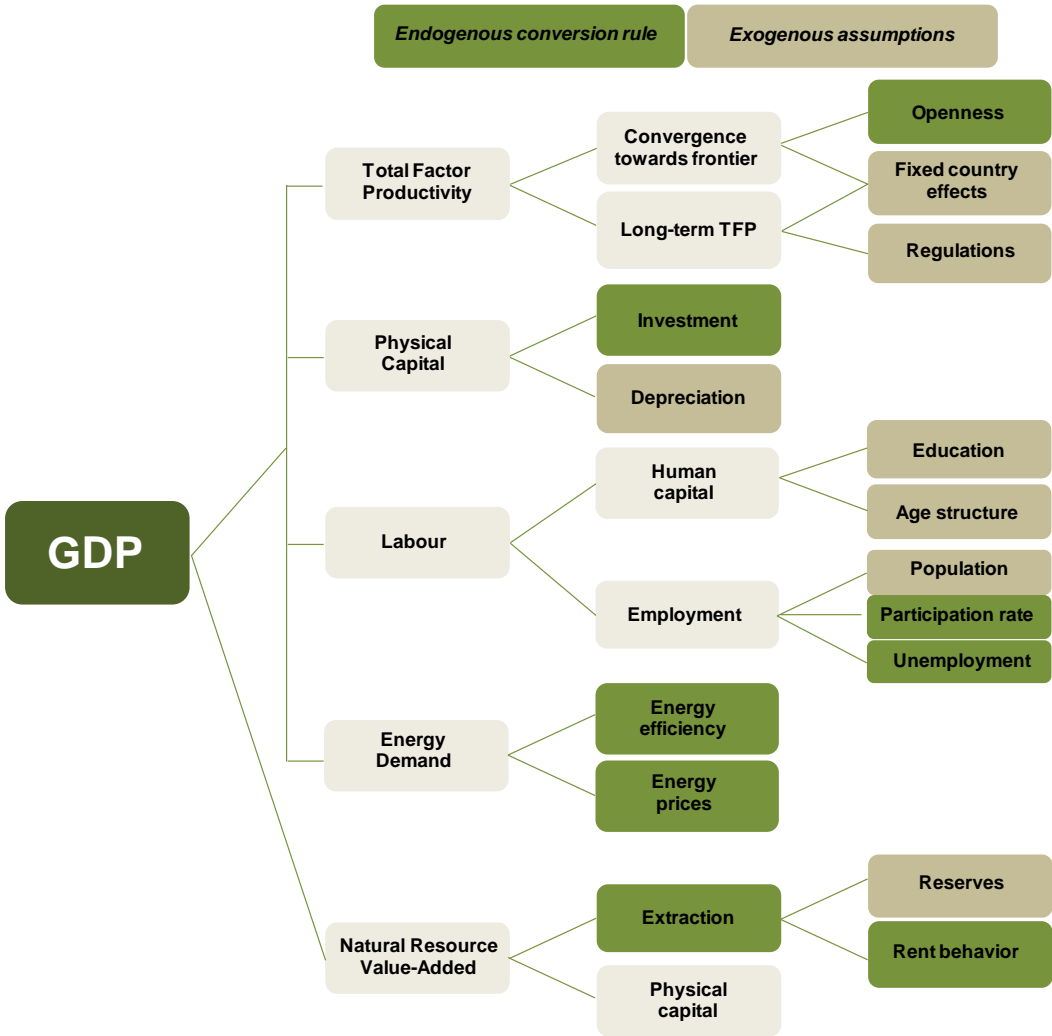 Endogenous conversion rule
Exogenous assumptions
Openness
Convergence
towards frontier
Total Factor
Productivity
Fixed country
effects
Long-term TFP
Regulations
Investment
Physical
Capital
Depreciation
Education
Human
capital
Age structure
GDP
Labour
Population
Employment
Participation rate
Unemployment
Energy
efficiency
Energy
Demand
Energy
prices
Reserves
Extraction
Natural Resource
Value-Added
Rent behavior
Physical
capital